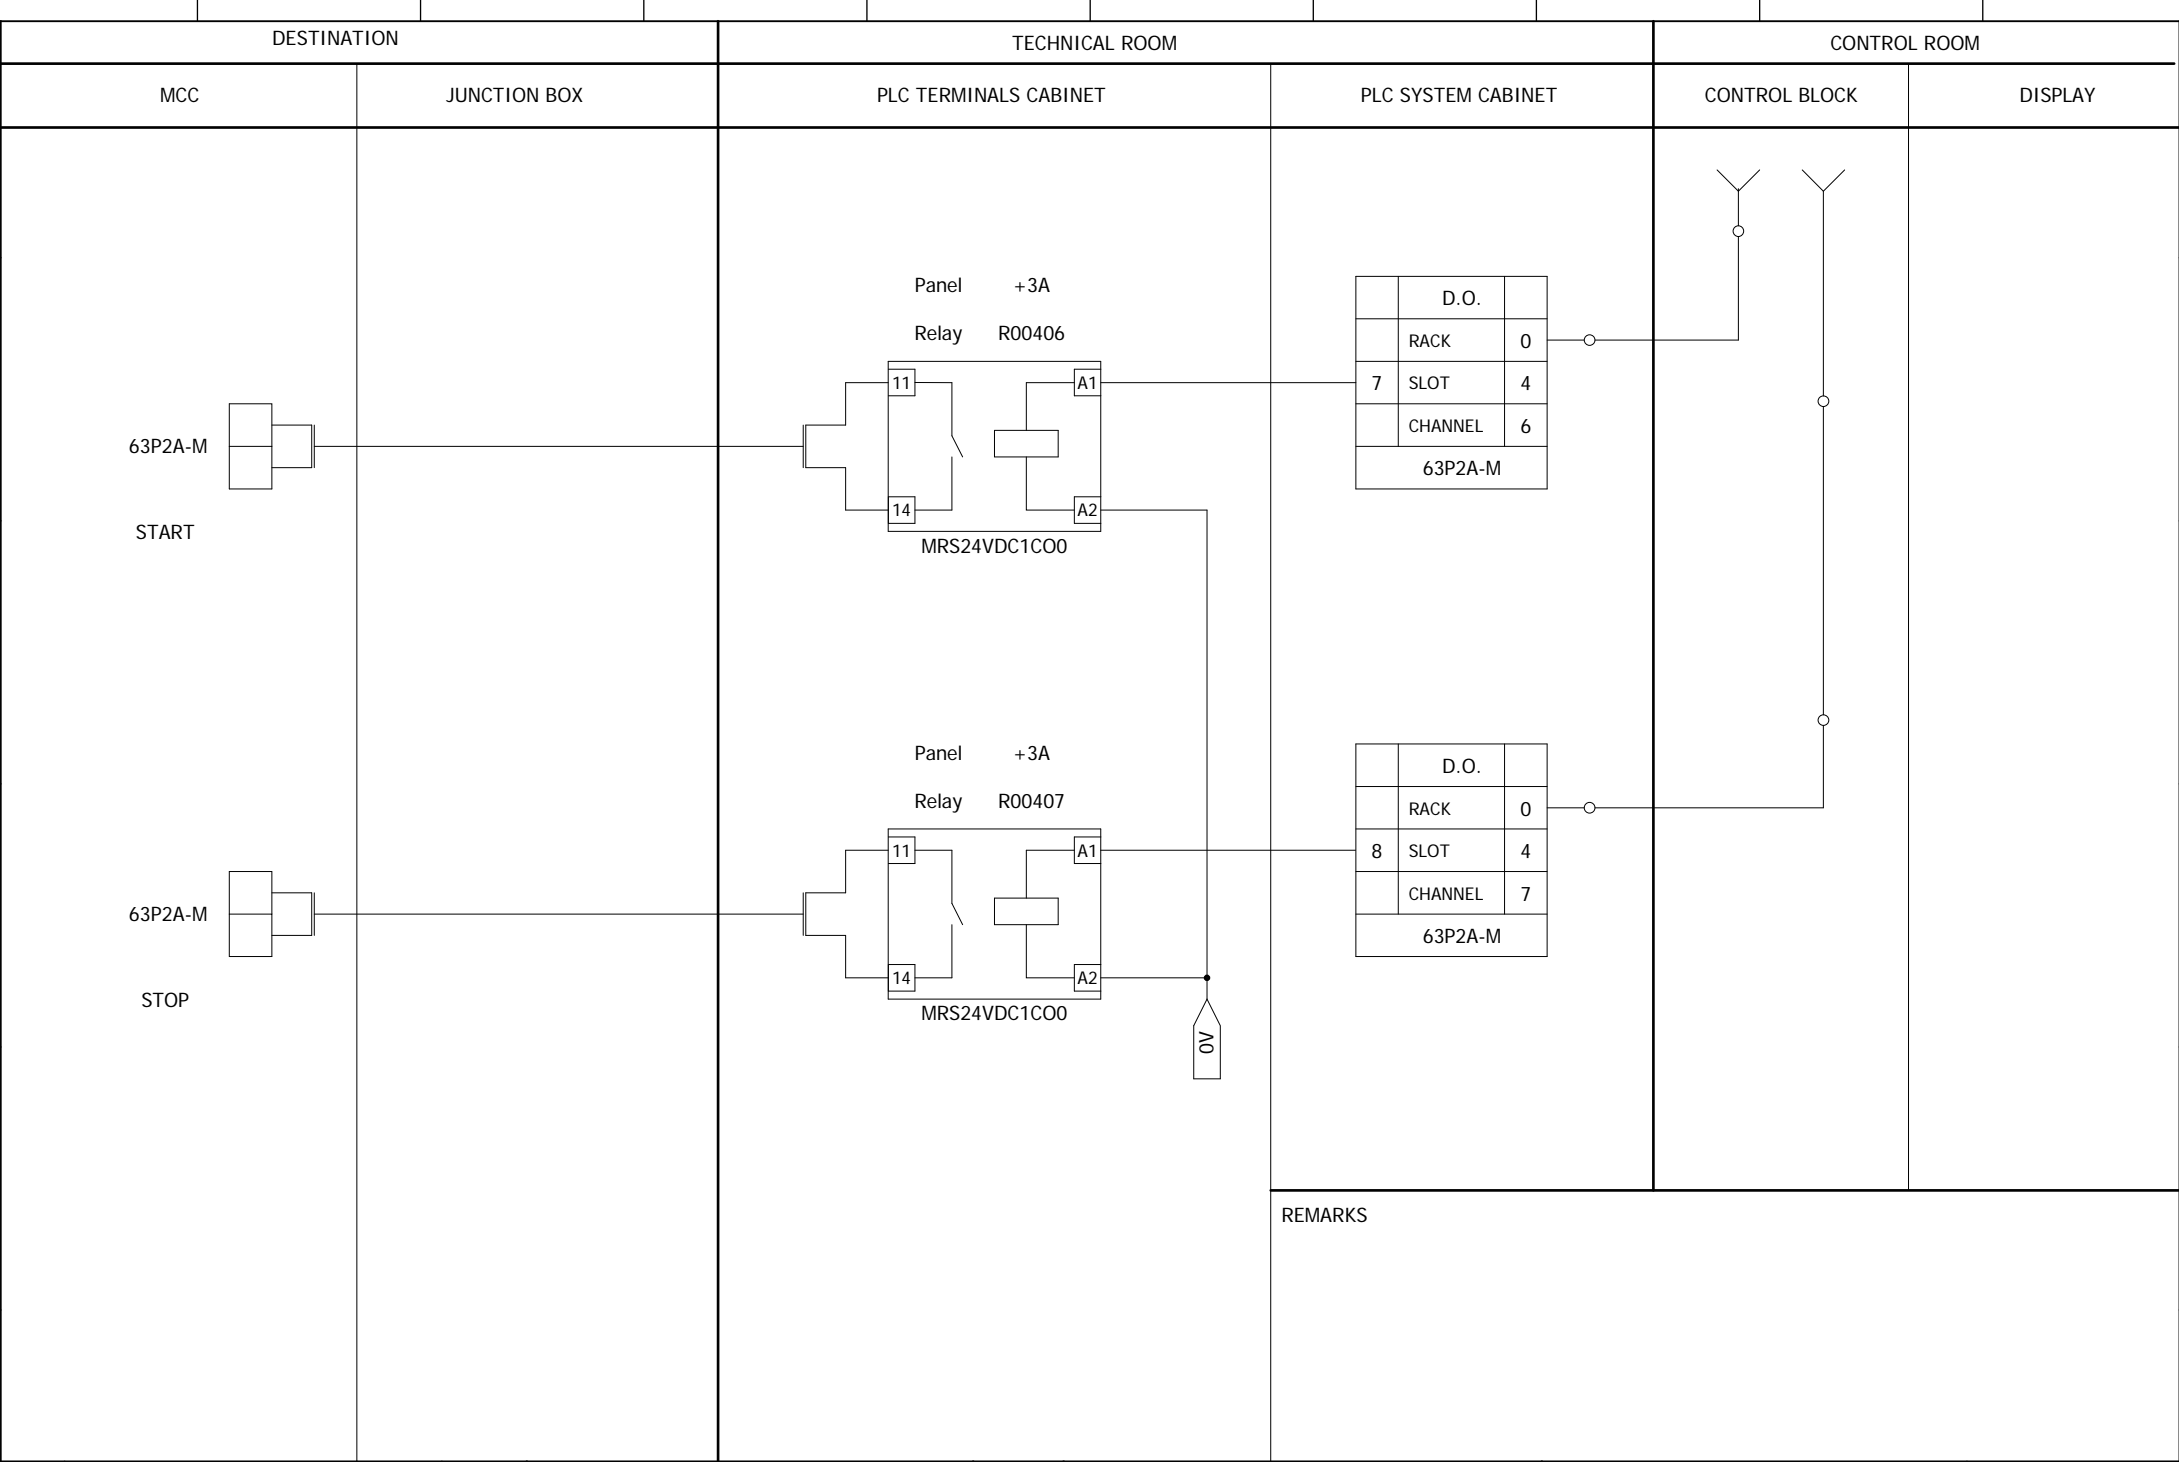 DESTINATION TECHNICAL ROOM CONTROL ROOM
MCC JUNCTION BOX PLC TERMINALS CABINET PLC SYSTEM CABINET CONTROL BLOCK DISPLAY
Panel +3A
Relay R00406
D.O.
RACK 0
11 A1 7 SLOT 4
CHANNEL 6
63P2A-M 63P2A-M
14 A2
START MRS24VDC1CO0
Panel +3A
Relay R00407
D.O.
RACK 0
11 A1 8 SLOT 4
CHANNEL 7
63P2A-M 63P2A-M
14 A2
STOP MRS24VDC1CO0
0V
REMARKS